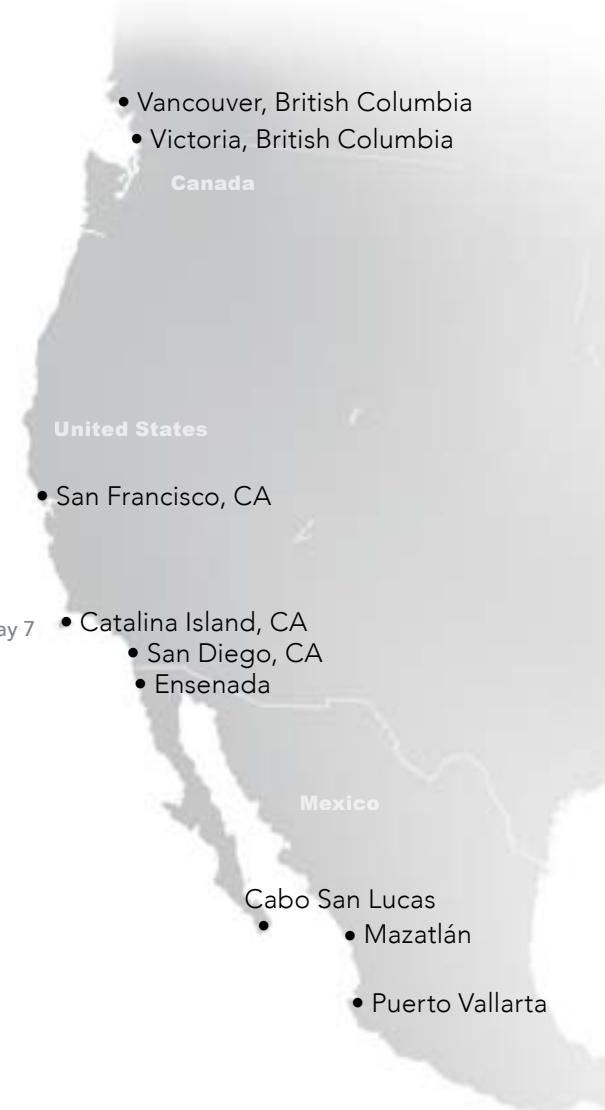 Vancouver, British Columbia
Victoria, British Columbia
Canada
United States
San Francisco, CA
Catalina Island, CA
San Diego, CA
Ensenada
Mexico
Cabo San Lucas
Mazatlán
Puerto Vallarta